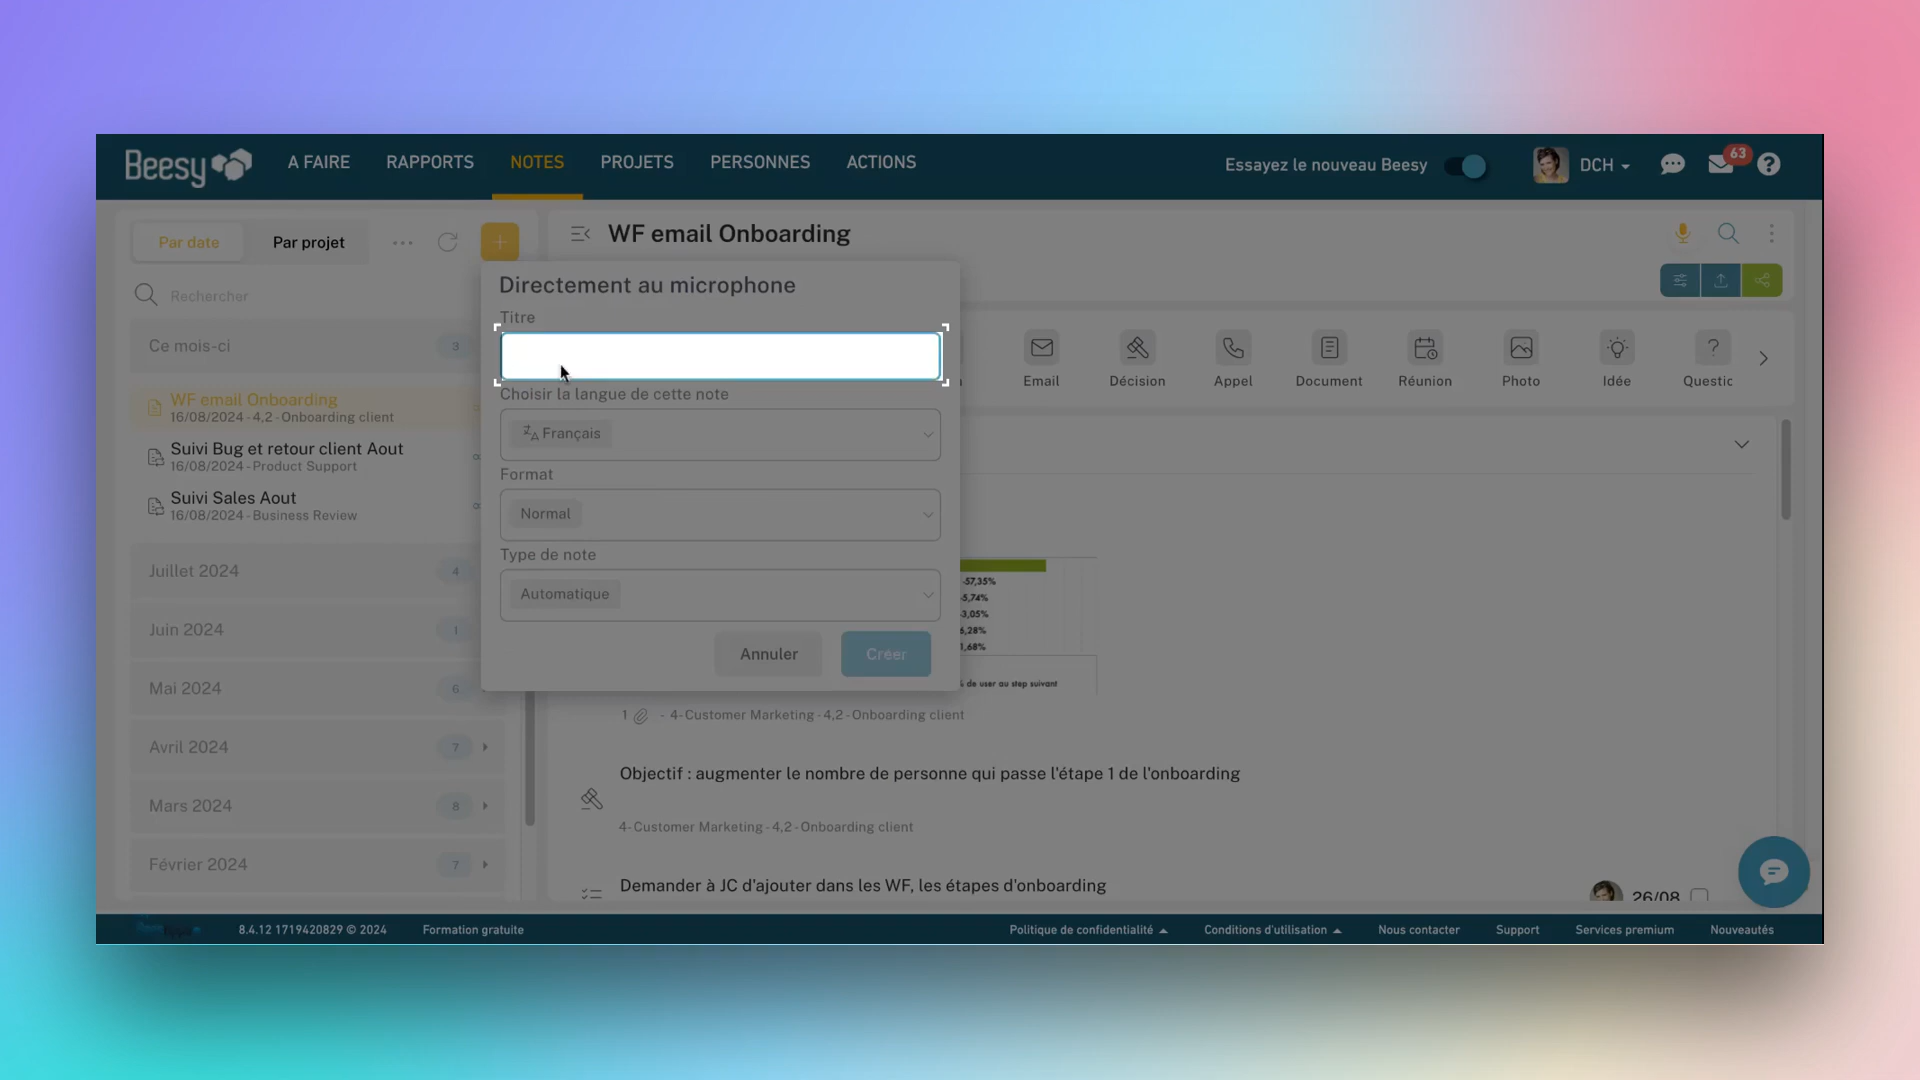 Beesy
A FAIRE
RAPPORTS
NOTES
PROJETS
PERSONNES
ACTIONS
Essayez le nouveau Beesy
DCH
63
?
Par date
Par projet
Rechercher
Ce mois-ci
3
WF email Onboarding
16/08/2024 - 4,2 - Onboarding client
Suivi Bug et retour client Aout
16/08/2024 - Product Support
Suivi Sales Aout
16/08/2024 - Business Review
Juillet 2024
4
Juin 2024
1
Mai 2024
6
Avril 2024
7
Mars 2024
8
Février 2024
7
WF email Onboarding
Directement au microphone
Titre
Choisir la langue de cette note
Français
Format
Normal
Type de note
Automatique
Annuler
Créer
Email
Décision
Appel
Document
Réunion
Photo
Idée
Questic
-57,35%
-5,74%
3,05%
6,28%
1,68%
de user au step suivant
1 - 4- Customer Marketing - 4,2 - Onboarding client
Objectif : augmenter le nombre de personne qui passe l'étape 1 de l'onboarding
4- Customer Marketing - 4,2 - Onboarding client
Demander à JC d'ajouter dans les WF, les étapes d'onboarding
26/08
8.4.12 1719420829 © 2024
Formation gratuite
Politique de confidentialité
Conditions d'utilisation
Nous contacter
Support
Services premium
Nouveautés